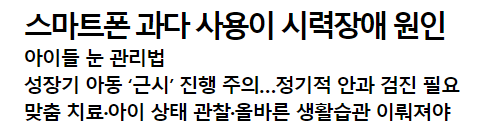 스마트폰 과다 사용이 시력장애 원인
아이들 눈 관리법
성장기 아동 ‘근시’ 진행 주의…정기적 안과 검진 필요
맞춤 치료·아이 상태 관찰·올바른 생활습관 이뤄져야